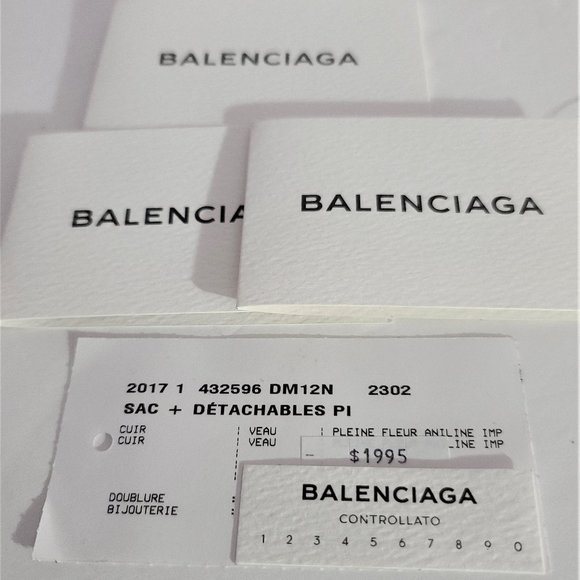 BALENCIAGA
BALENCIA
BALENCIAGA
2017 1 432596 DM12N 2302
SAC + DÉTACHABLES PI
CUIR ¦ VEAU ¦ PLEINE FLEUR ANILINE IMP
CUIR ¦ VEAU LINE IMP
- $1995
DOUBLURE "
BIJOUTERIE "
BALENCIAGA
CONTROLLATO
1 2 3 4 5 6 7 8 9 0